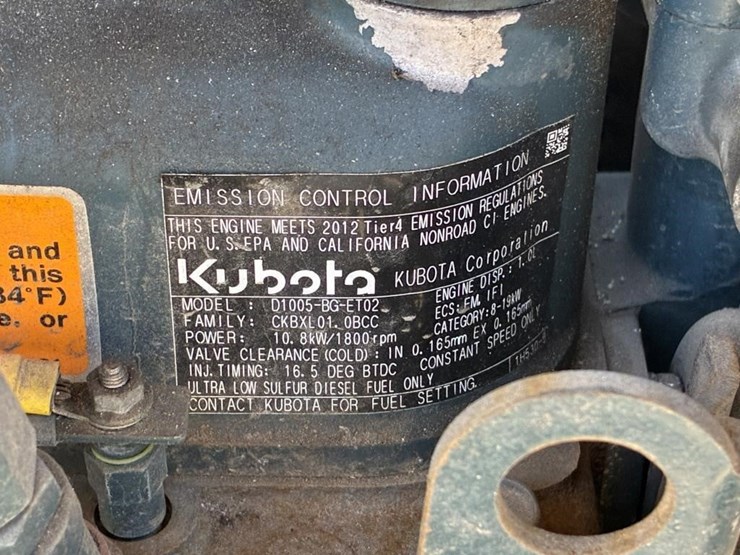 EMISSION CONTROL INFORMATION
THIS ENGINE MEETS 2012 Tier4 EMISSION REGULATIONS
FOR U.S. EPA AND CALIFORNIA NONROAD CI ENGINES.
Kubota KUBOTA Corporation
MODEL : D1005-BG-ET02 ENGINE DISP.: 1.0L
FAMILY: CKBXL01.0BCC ECS: EM, IFI
POWER: 10.8kW/1800rpm CATEGORY:8-19kW
VALVE CLEARANCE (COLD) : IN 0.165mm EX 0.165mm
INJ. TIMING: 16.5 DEG BTDC CONSTANT SPEED ONLY
ULTRA LOW SULFUR DIESEL FUEL ONLY
CONTACT KUBOTA FOR FUEL SETTING.
and
this
34°F)
e. or